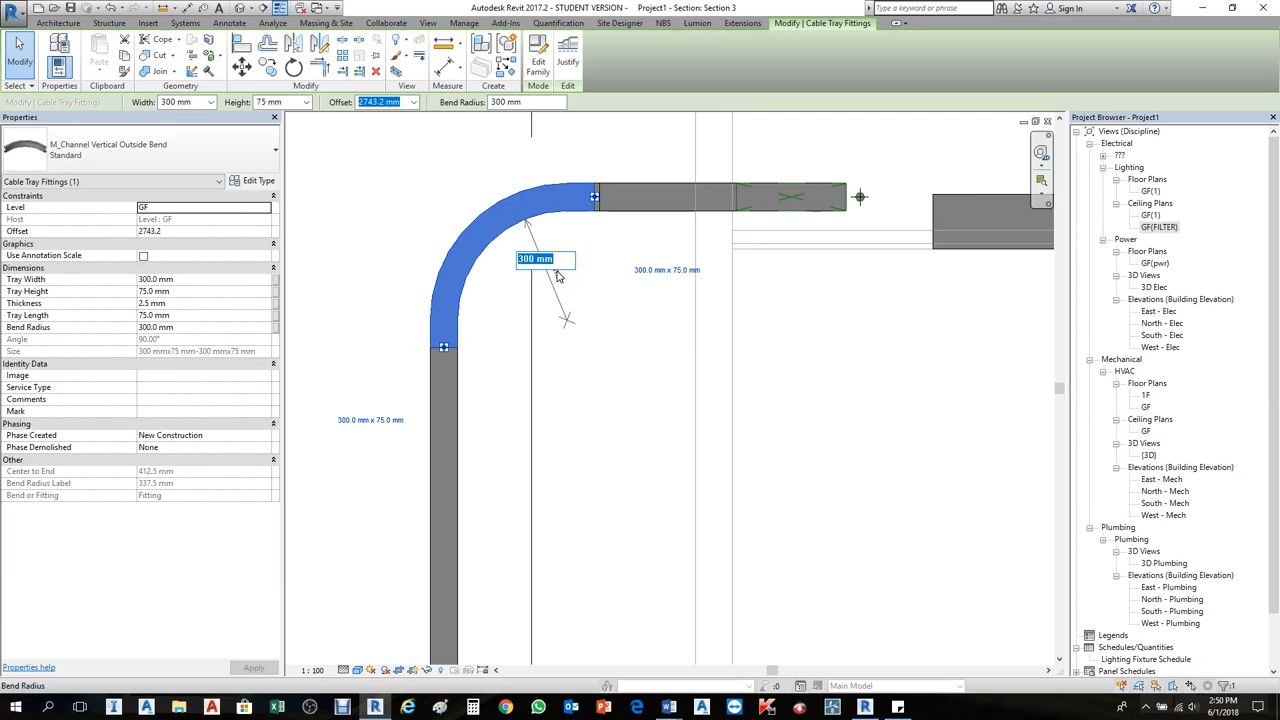 Autodesk Revit 2017.2 - STUDENT VERSION - Project1 - Section: Section 3
Type a keyword or phrase
Sign In
Architecture Structure Insert Systems Annotate Analyze Massing & Site Collaborate View Manage Add-Ins Quantification Site Designer NBS Lumion Extensions Modify | Cable Tray Fittings
Modify
Paste
Cope
Cut
Join
Edit Family
Justify
Select Properties Clipboard Geometry Modify View Measure Create Mode Edit
Modify | Cable Tray Fittings Width: 300 mm Height: 75 mm Offset: 2743.2 mm Bend Radius: 300 mm
Properties
M_Channel Vertical Outside Bend
Standard
Cable Tray Fittings (1) Edit Type
Constraints
Level GF
Host Level : GF
Offset 2743.2
Graphics
Use Annotation Scale
Dimensions
Tray Width 300.0 mm
Tray Height 75.0 mm
Thickness 2.5 mm
Tray Length 75.0 mm
Bend Radius 300.0 mm
Angle 90.00°
Size 300 mmx75 mm-300 mmx75 mm
Identity Data
Image
Service Type
Comments
Mark
Phasing
Phase Created New Construction
Phase Demolished None
Other
Center to End 412.5 mm
Bend Radius Label 337.5 mm
Bend or Fitting Fitting
Properties help Apply
300 mm
300.0 mm x 75.0 mm
300.0 mm x 75.0 mm
1 : 100
Project Browser - Project1
Views (Discipline)
Electrical
???
Lighting
Floor Plans
GF(1)
Ceiling Plans
GF(1)
GF(FILTER)
Power
Floor Plans
GF(pwr)
3D Views
3D Elec
Elevations (Building Elevation)
East - Elec
North - Elec
South - Elec
West - Elec
Mechanical
HVAC
Floor Plans
1F
GF
Ceiling Plans
GF
3D Views
{3D}
Elevations (Building Elevation)
East - Mech
North - Mech
South - Mech
West - Mech
Plumbing
Plumbing
3D Views
3D Plumbing
Elevations (Building Elevation)
East - Plumbing
North - Plumbing
South - Plumbing
West - Plumbing
Legends
Schedules/Quantities
Lighting Fixture Schedule
Panel Schedules
Bend Radius
:0
Main Model
:1
2:50 PM
6/1/2018